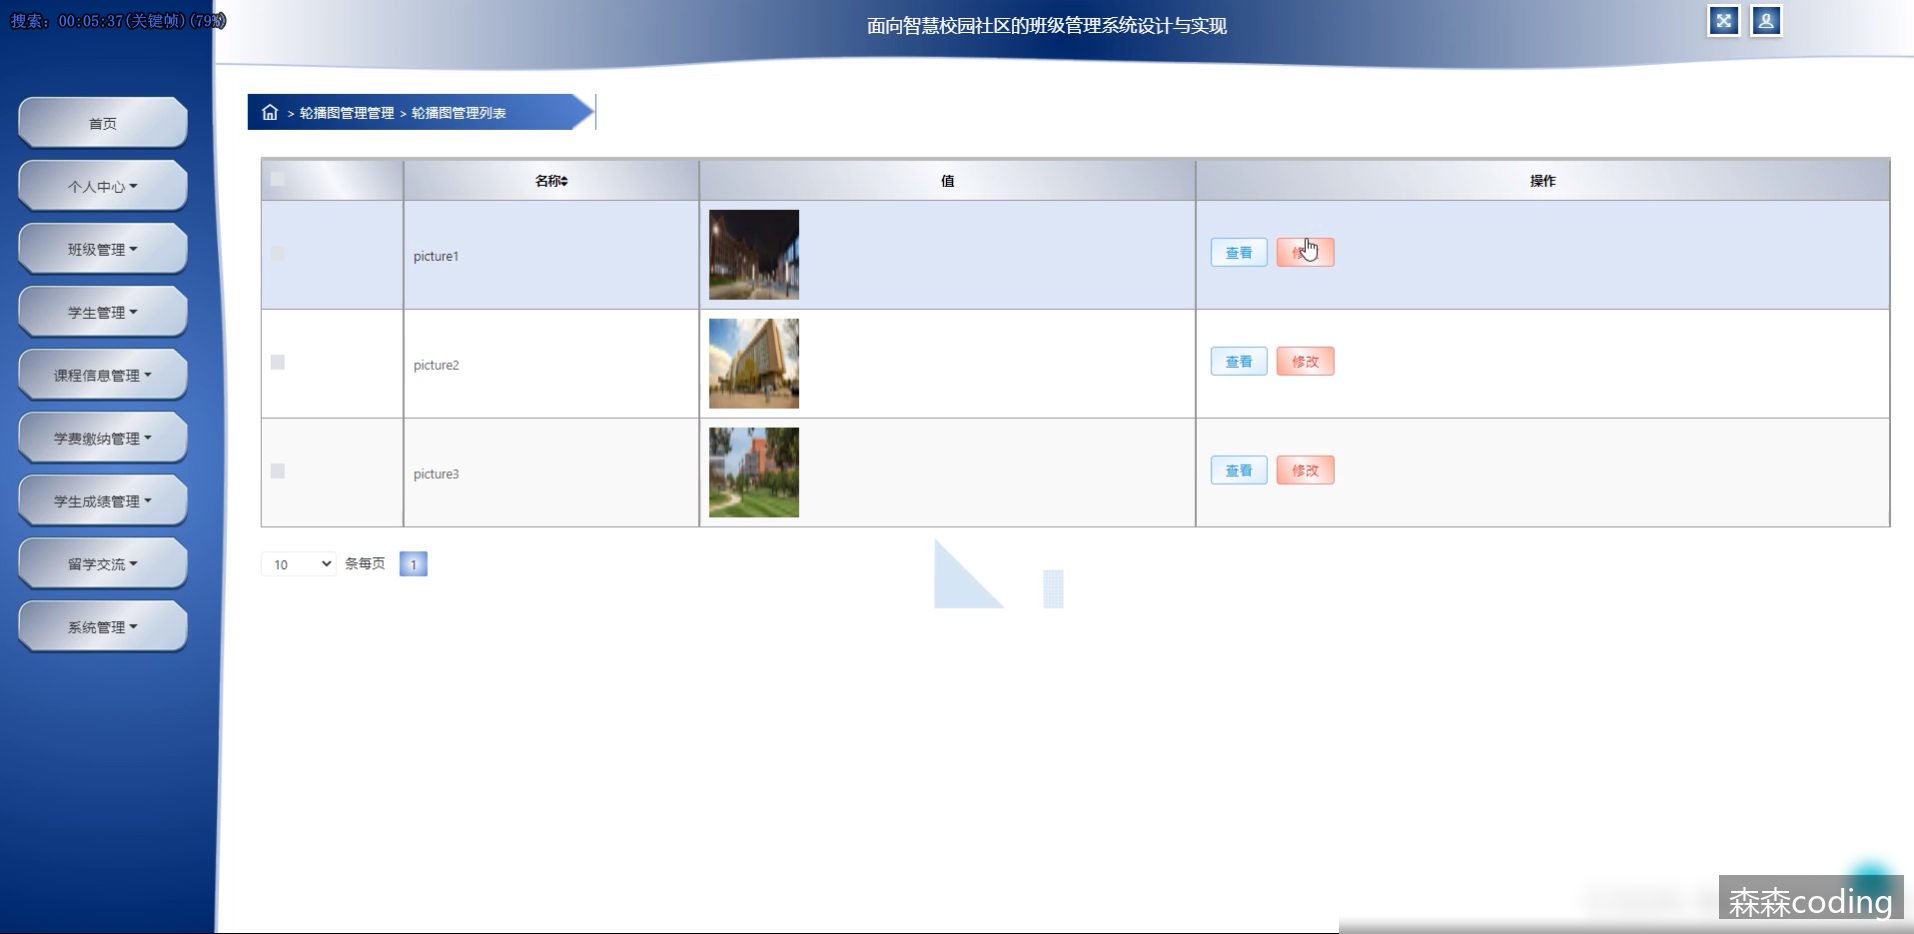 搜索: 00:05:37(关键帧)(79%)
面向智慧校园社区的班级管理系统设计与实现
首页
个人中心
班级管理
学生管理
课程信息管理
学费缴纳管理
学生成绩管理
留学交流
系统管理
> 轮播图管理管理 > 轮播图管理列表
名称 值 操作
picture1 查看
picture2 查看 修改
picture3 查看 修改
10 条每页 1
森森coding